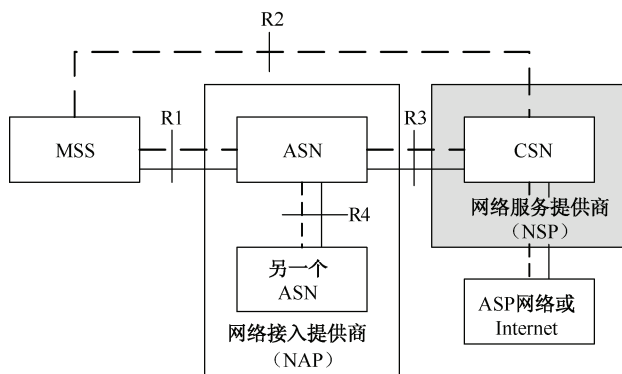 R2
R1
R3
MSS
ASN
CSN
R4
网络服务提供商
（NSP）
另一个
ASN
ASP网络或
Internet
网络接入提供商
（NAP）